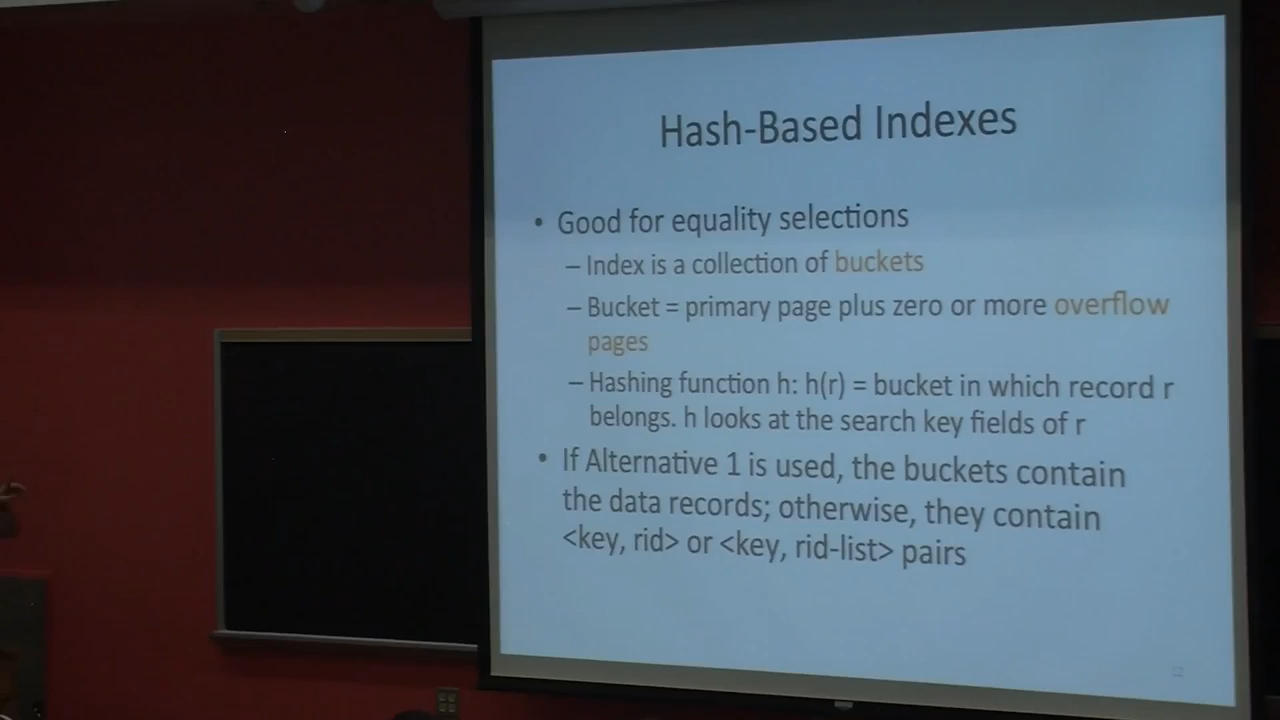 Hash-Based Indexes
• Good for equality selections
– Index is a collection of buckets
– Bucket = primary page plus zero or more overflow
pages
– Hashing function h: h(r) = bucket in which record r
belongs. h looks at the search key fields of r
• If Alternative 1 is used, the buckets contain
the data records; otherwise, they contain
<key, rid> or <key, rid-list> pairs